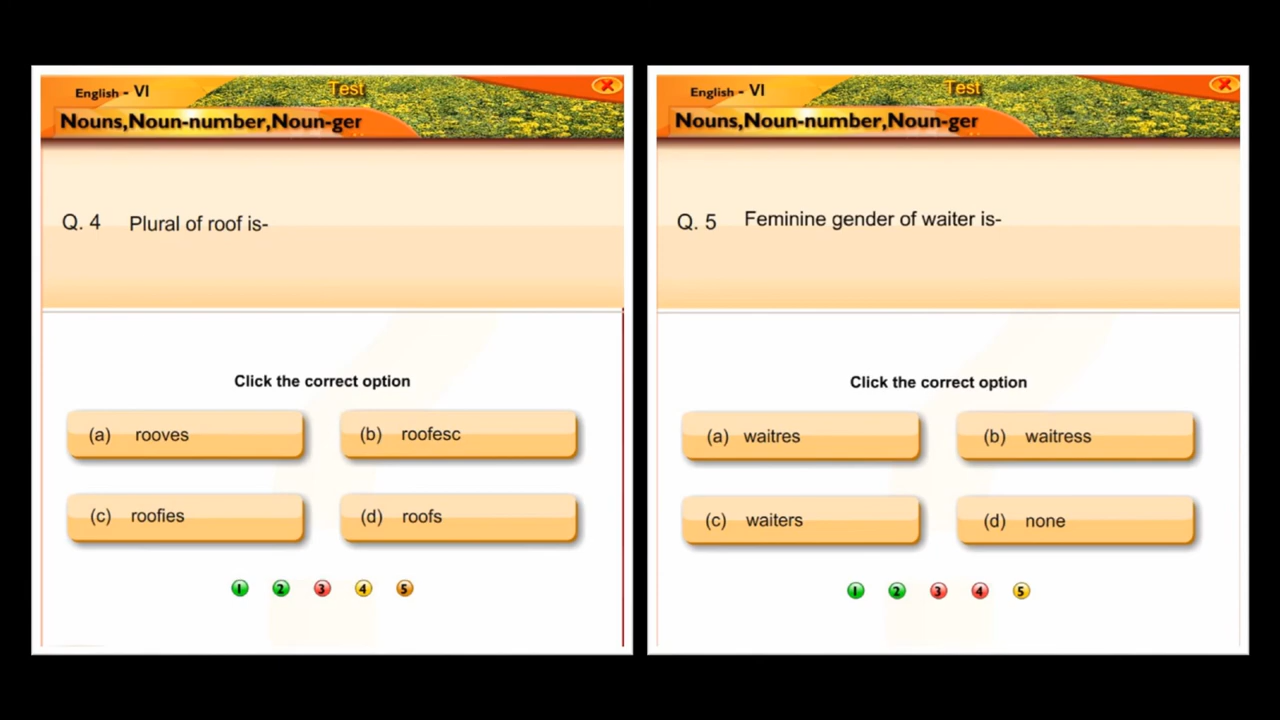 English - VI
Test
Nouns,Noun-number,Noun-ger
Q. 4 Plural of roof is-
Click the correct option
(a) rooves
(b) roofesc
(c) roofies
(d) roofs
1 2 3 4 5
English - VI
Test
Nouns,Noun-number,Noun-ger
Q. 5 Feminine gender of waiter is-
Click the correct option
(a) waitres
(b) waitress
(c) waiters
(d) none
1 2 3 4 5